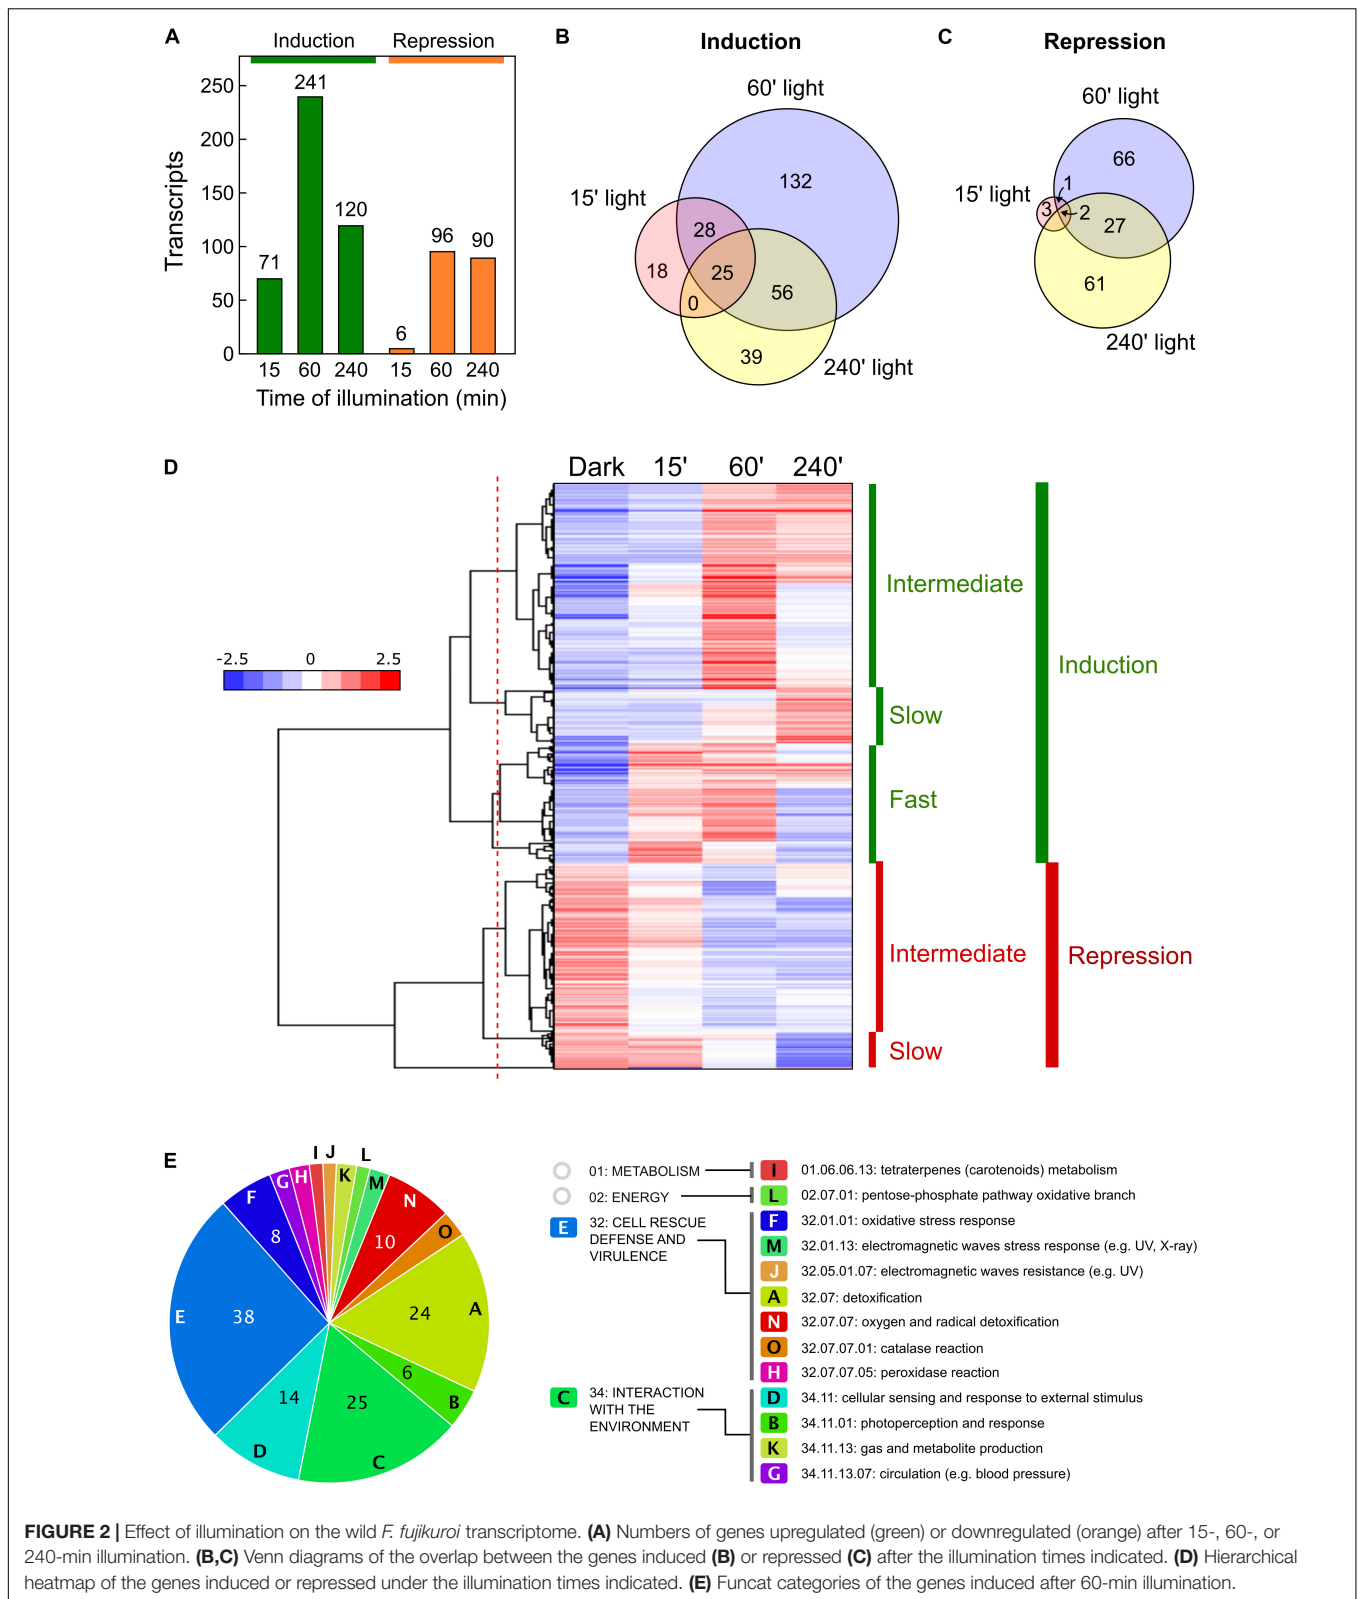 A
Induction
Repression
Transcripts
250
200
150
100
50
0
71
241
120
6
96
90
15
60
240
15
60
240
Time of illumination (min)
B
Induction
60' light
15' light
240' light
132
28
18
25
0
56
39
C
Repression
60' light
15' light
240' light
66
1
3
2
27
61
D
Dark
15'
60'
240'
-2.5
0
2.5
Intermediate
Slow
Fast
Induction
Intermediate
Slow
Repression
E
I
J
L
F
G
H
K
M
N
O
A
B
C
D
E
8
10
24
6
25
14
38
01: METABOLISM
02: ENERGY
E
32: CELL RESCUE
DEFENSE AND
VIRULENCE
C
34: INTERACTION
WITH THE
ENVIRONMENT
I 01.06.06.13: tetraterpenes (carotenoids) metabolism
L 02.07.01: pentose-phosphate pathway oxidative branch
F 32.01.01: oxidative stress response
M 32.01.13: electromagnetic waves stress response (e.g. UV, X-ray)
J 32.05.01.07: electromagnetic waves resistance (e.g. UV)
A 32.07: detoxification
N 32.07.07: oxygen and radical detoxification
O 32.07.07.01: catalase reaction
H 32.07.07.05: peroxidase reaction
D 34.11: cellular sensing and response to external stimulus
B 34.11.01: photoperception and response
K 34.11.13: gas and metabolite production
G 34.11.13.07: circulation (e.g. blood pressure)
FIGURE 2 | Effect of illumination on the wild F. fujikuroi transcriptome. (A) Numbers of genes upregulated (green) or downregulated (orange) after 15-, 60-, or
240-min illumination. (B,C) Venn diagrams of the overlap between the genes induced (B) or repressed (C) after the illumination times indicated. (D) Hierarchical
heatmap of the genes induced or repressed under the illumination times indicated. (E) Funcat categories of the genes induced after 60-min illumination.